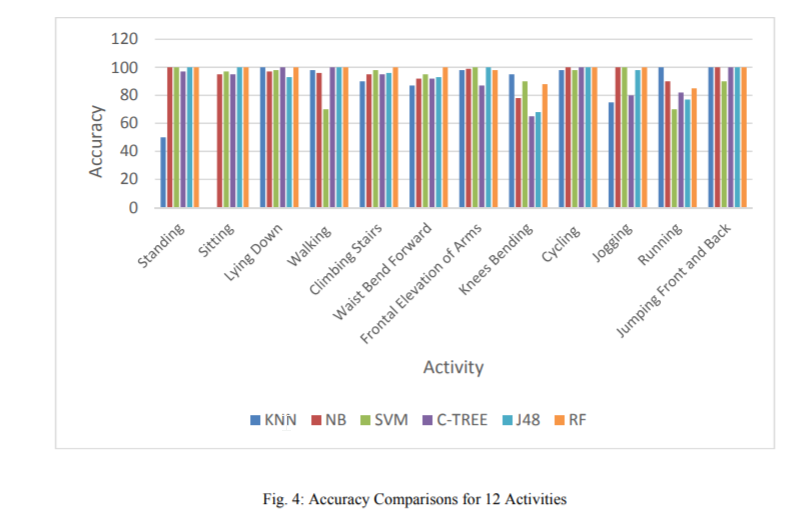 120
100
80
60
40
20
0
Accuracy
Standing
Sitting
Lying Down
Walking
Climbing Stairs
Waist Bend Forward
Frontal Elevation of Arms
Knees Bending
Cycling
Jogging
Running
Jumping Front and Back
Activity
KNN NB SVM C-TREE J48 RF
Fig. 4: Accuracy Comparisons for 12 Activities